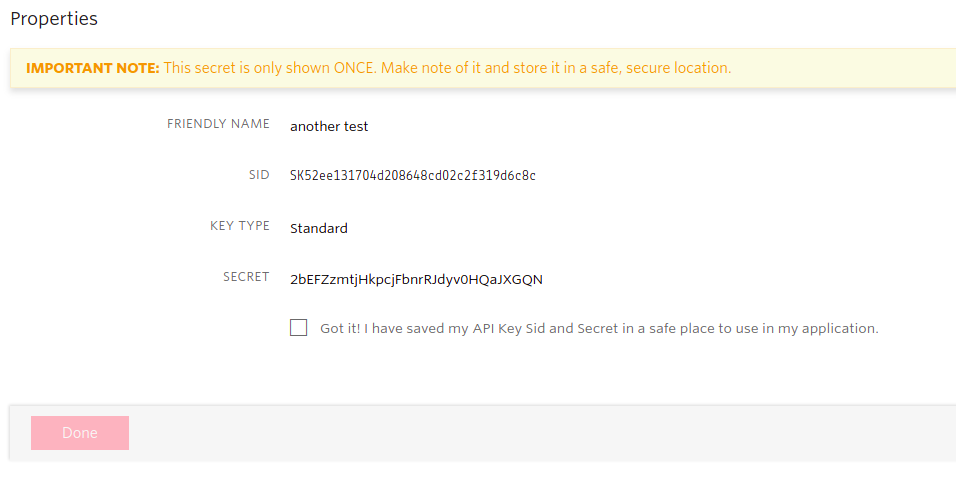 Properties
IMPORTANT NOTE: This secret is only shown ONCE. Make note of it and store it in a safe, secure location.
FRIENDLY NAME another test
SID SK52ee131704d208648cd02c2f319d6c8c
KEY TYPE Standard
SECRET 2bEFZzmtjHkpcjFbnrRJdyv0HQaJXGQN
Got it! I have saved my API Key Sid and Secret in a safe place to use in my application.
Done